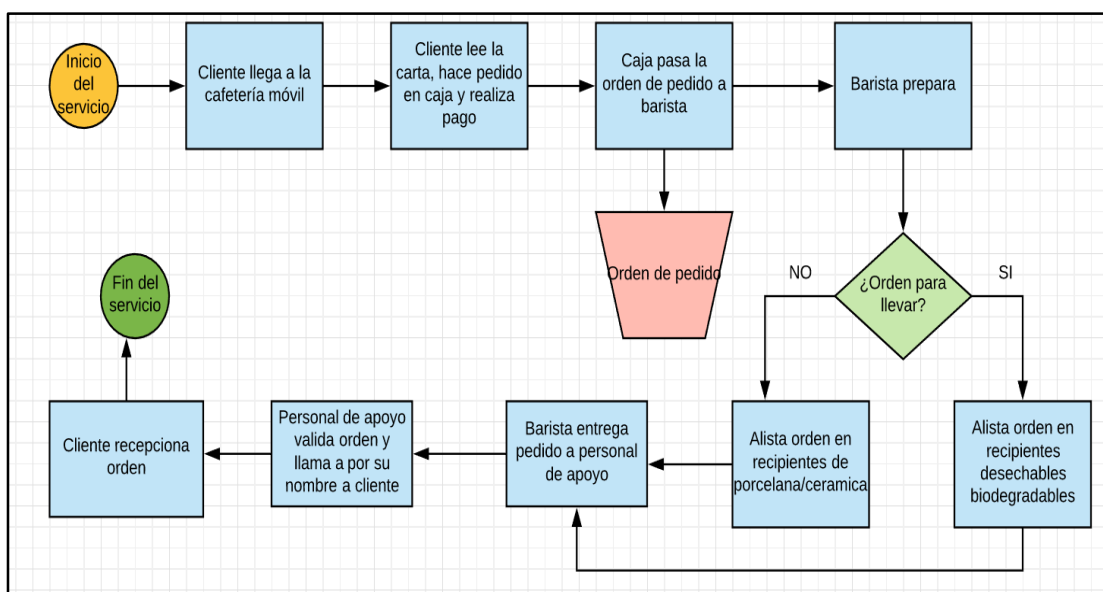 Inicio
del
servicio
Cliente llega a la
cafetería móvil
Cliente lee la
carta, hace pedido
en caja y realiza
pago
Caja pasa la
orden de pedido a
barista
Barista prepara
Orden de pedido
NO
¿Orden para
llevar?
SI
Fin del
servicio
Cliente recepciona
orden
Personal de apoyo
valida orden y
llama a por su
nombre a cliente
Barista entrega
pedido a personal
de apoyo
Alista orden en
recipientes de
porcelana/ceramica
Alista orden en
recipientes
desechables
biodegradables